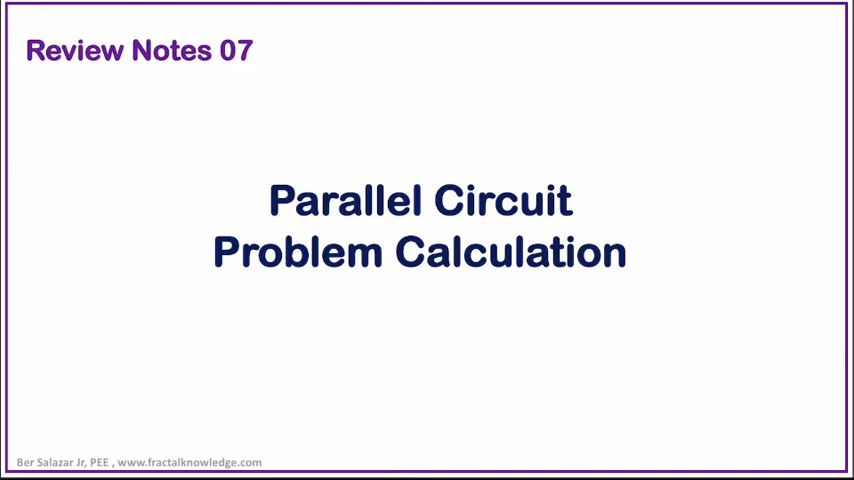 Review Notes 07
Parallel Circuit
Problem Calculation
Ber Salazar Jr, PEE , www.fractalknowledge.com